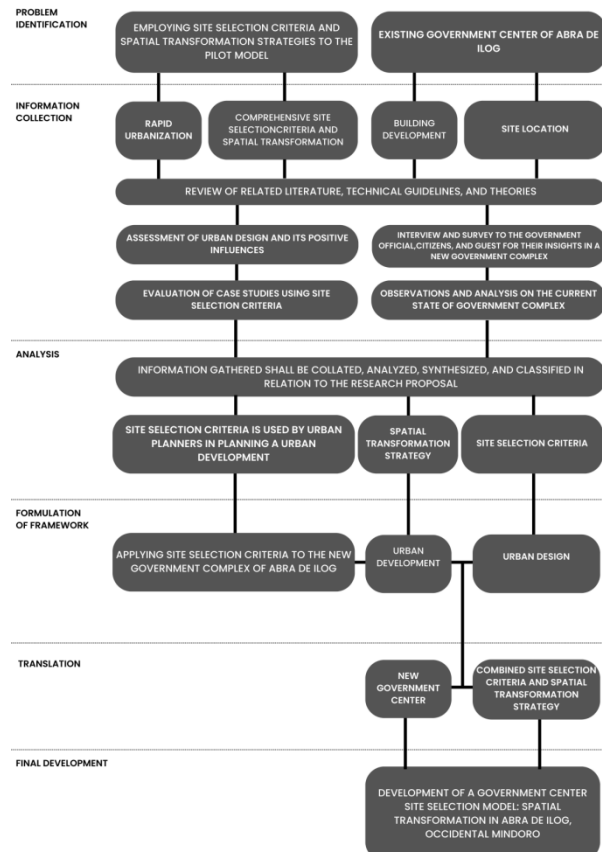 PROBLEM
IDENTIFICATION
EMPLOYING SITE SELECTION CRITERIA AND
SPATIAL TRANSFORMATION STRATEGIES TO THE
PILOT MODEL
EXISTING GOVERNMENT CENTER OF ABRA DE
ILOG
INFORMATION
COLLECTION
RAPID
URBANIZATION
COMPREHENSIVE SITE
SELECTIONCRITERIA AND
SPATIAL TRANSFORMATION
BUILDING
DEVELOPMENT
SITE LOCATION
REVIEW OF RELATED LITERATURE, TECHNICAL GUIDELINES, AND THEORIES
ASSESSMENT OF URBAN DESIGN AND ITS POSITIVE
INFLUENCES
INTERVIEW AND SURVEY TO THE GOVERNMENT
OFFICIAL,CITIZENS, AND GUEST FOR THEIR INSIGHTS IN A
NEW GOVERNMENT COMPLEX
EVALUATION OF CASE STUDIES USING SITE
SELECTION CRITERIA
OBSERVATIONS AND ANALYSIS ON THE CURRENT
STATE OF GOVERNMENT COMPLEX
ANALYSIS
INFORMATION GATHERED SHALL BE COLLATED, ANALYZED, SYNTHESIZED, AND CLASSIFIED IN
RELATION TO THE RESEARCH PROPOSAL
SITE SELECTION CRITERIA IS USED BY URBAN
PLANNERS IN PLANNING A URBAN
DEVELOPMENT
SPATIAL
TRANSFORMATION
STRATEGY
SITE SELECTION CRITERIA
FORMULATION
OF FRAMEWORK
APPLYING SITE SELECTION CRITERIA TO THE NEW
GOVERNMENT COMPLEX OF ABRA DE ILOG
URBAN
DEVELOPMENT
URBAN DESIGN
TRANSLATION
NEW
GOVERNMENT
CENTER
COMBINED SITE SELECTION
CRITERIA AND SPATIAL
TRANSFORMATION
STRATEGY
FINAL DEVELOPMENT
DEVELOPMENT OF A GOVERNMENT CENTER
SITE SELECTION MODEL: SPATIAL
TRANSFORMATION IN ABRA DE ILOG,
OCCIDENTAL MINDORO